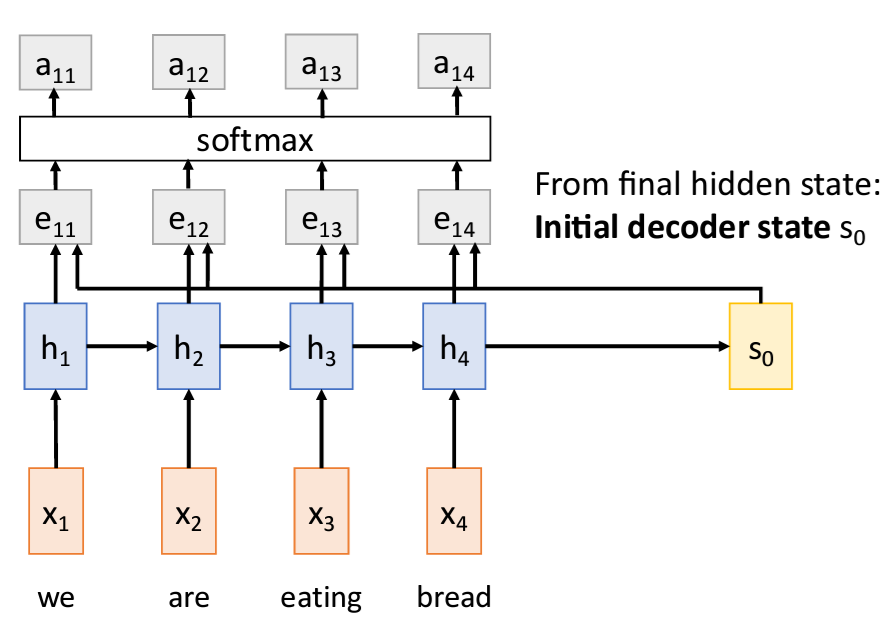 a₁₁ a₁₂ a₁₃ a₁₄
softmax
From final hidden state:
e₁₁ e₁₂ e₁₃ e₁₄
Initial decoder state s₀
h₁ h₂ h₃ h₄ s₀
x₁ x₂ x₃ x₄
we are eating bread